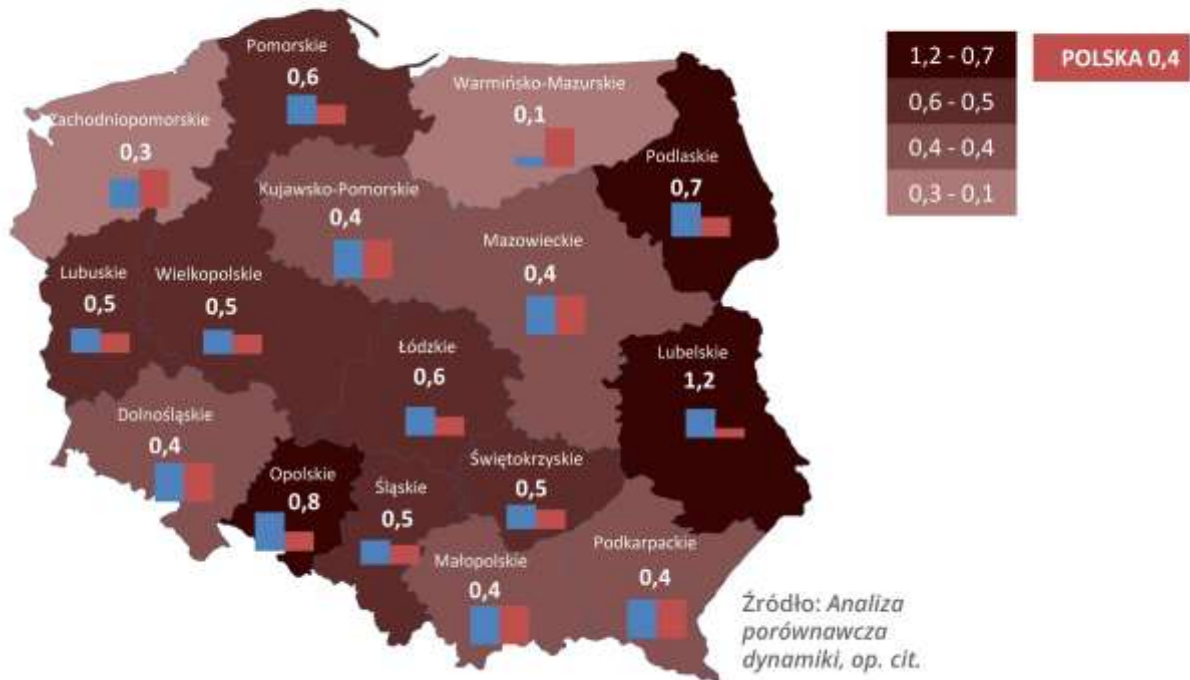 Pomorskie
0,6
Warmińsko-Mazurskie
0,1
Zachodniopomorskie
0,3
Podlaskie
0,7
Kujawsko-Pomorskie
0,4
Mazowieckie
0,4
Lubuskie
0,5
Wielkopolskie
0,5
Łódzkie
0,6
Lubelskie
1,2
Dolnośląskie
0,4
Opolskie
0,8
Śląskie
0,5
Świętokrzyskie
0,5
Małopolskie
0,4
Podkarpackie
0,4
1,2 - 0,7
0,6 - 0,5
0,4 - 0,4
0,3 - 0,1
POLSKA 0,4
Źródło: Analiza
porównawcza
dynamiki, op. cit.